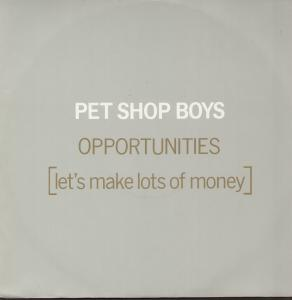 PET SHOP BOYS
OPPORTUNITIES
[let's make lots of money]